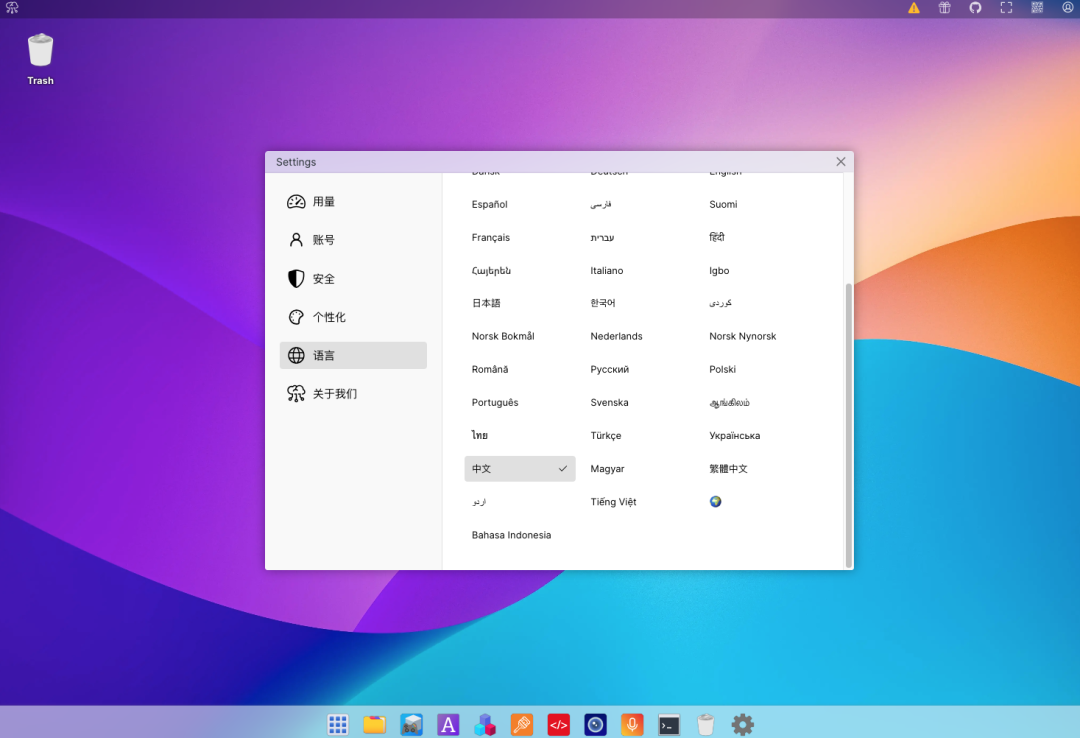 Trash
Settings
用量
账号
安全
个性化
语言
关于我们
Dansk Deutsch English
Español فارسی Suomi
Français עברית हिंदी
Հայերեն Italiano Igbo
日本語 한국어 کوردی
Norsk Bokmål Nederlands Norsk Nynorsk
Română Русский Polski
Português Svenska ஆங்கிலம்
ไทย Türkçe Українська
中文 Magyar 繁體中文
اردو Tiếng Việt
Bahasa Indonesia